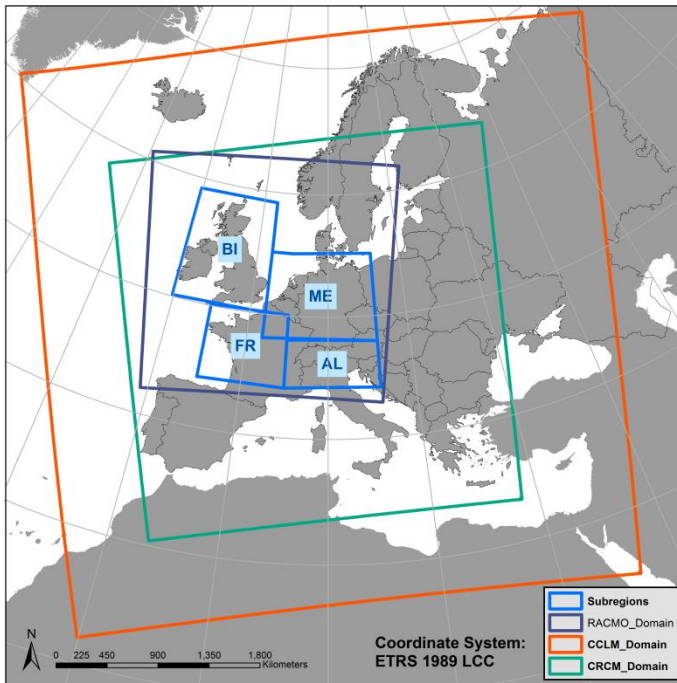 BI
ME
FR
AL
N
0 225 450 900 1,350 1,800
Kilometers
Coordinate System:
ETRS 1989 LCC
Subregions
RACMO_Domain
CCLM_Domain
CRCM_Domain